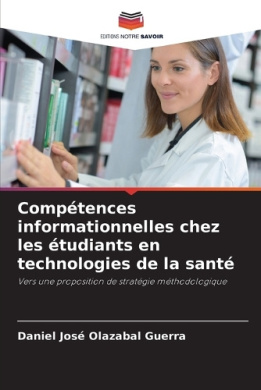 EDITIONS NOTRE SAVOIR
Compétences
informationnelles chez
les étudiants en
technologies de la santé
Vers une proposition de stratégie méthodologique
Daniel José Olazabal Guerra